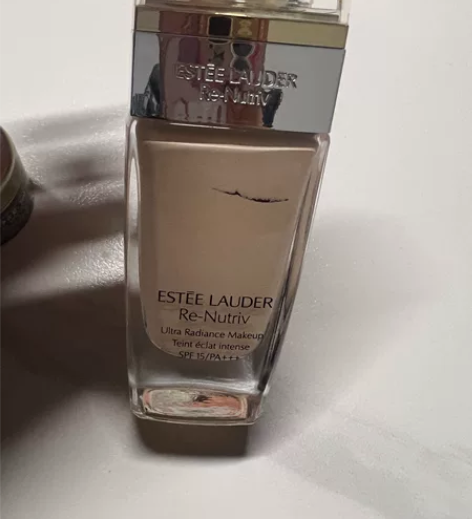 ESTĒE LAUDER
Re-Nutriv
ESTĒE LAUDER
Re-Nutriv
Ultra Radiance Makeup
Teint éclat intense
SPF 15/PA+++